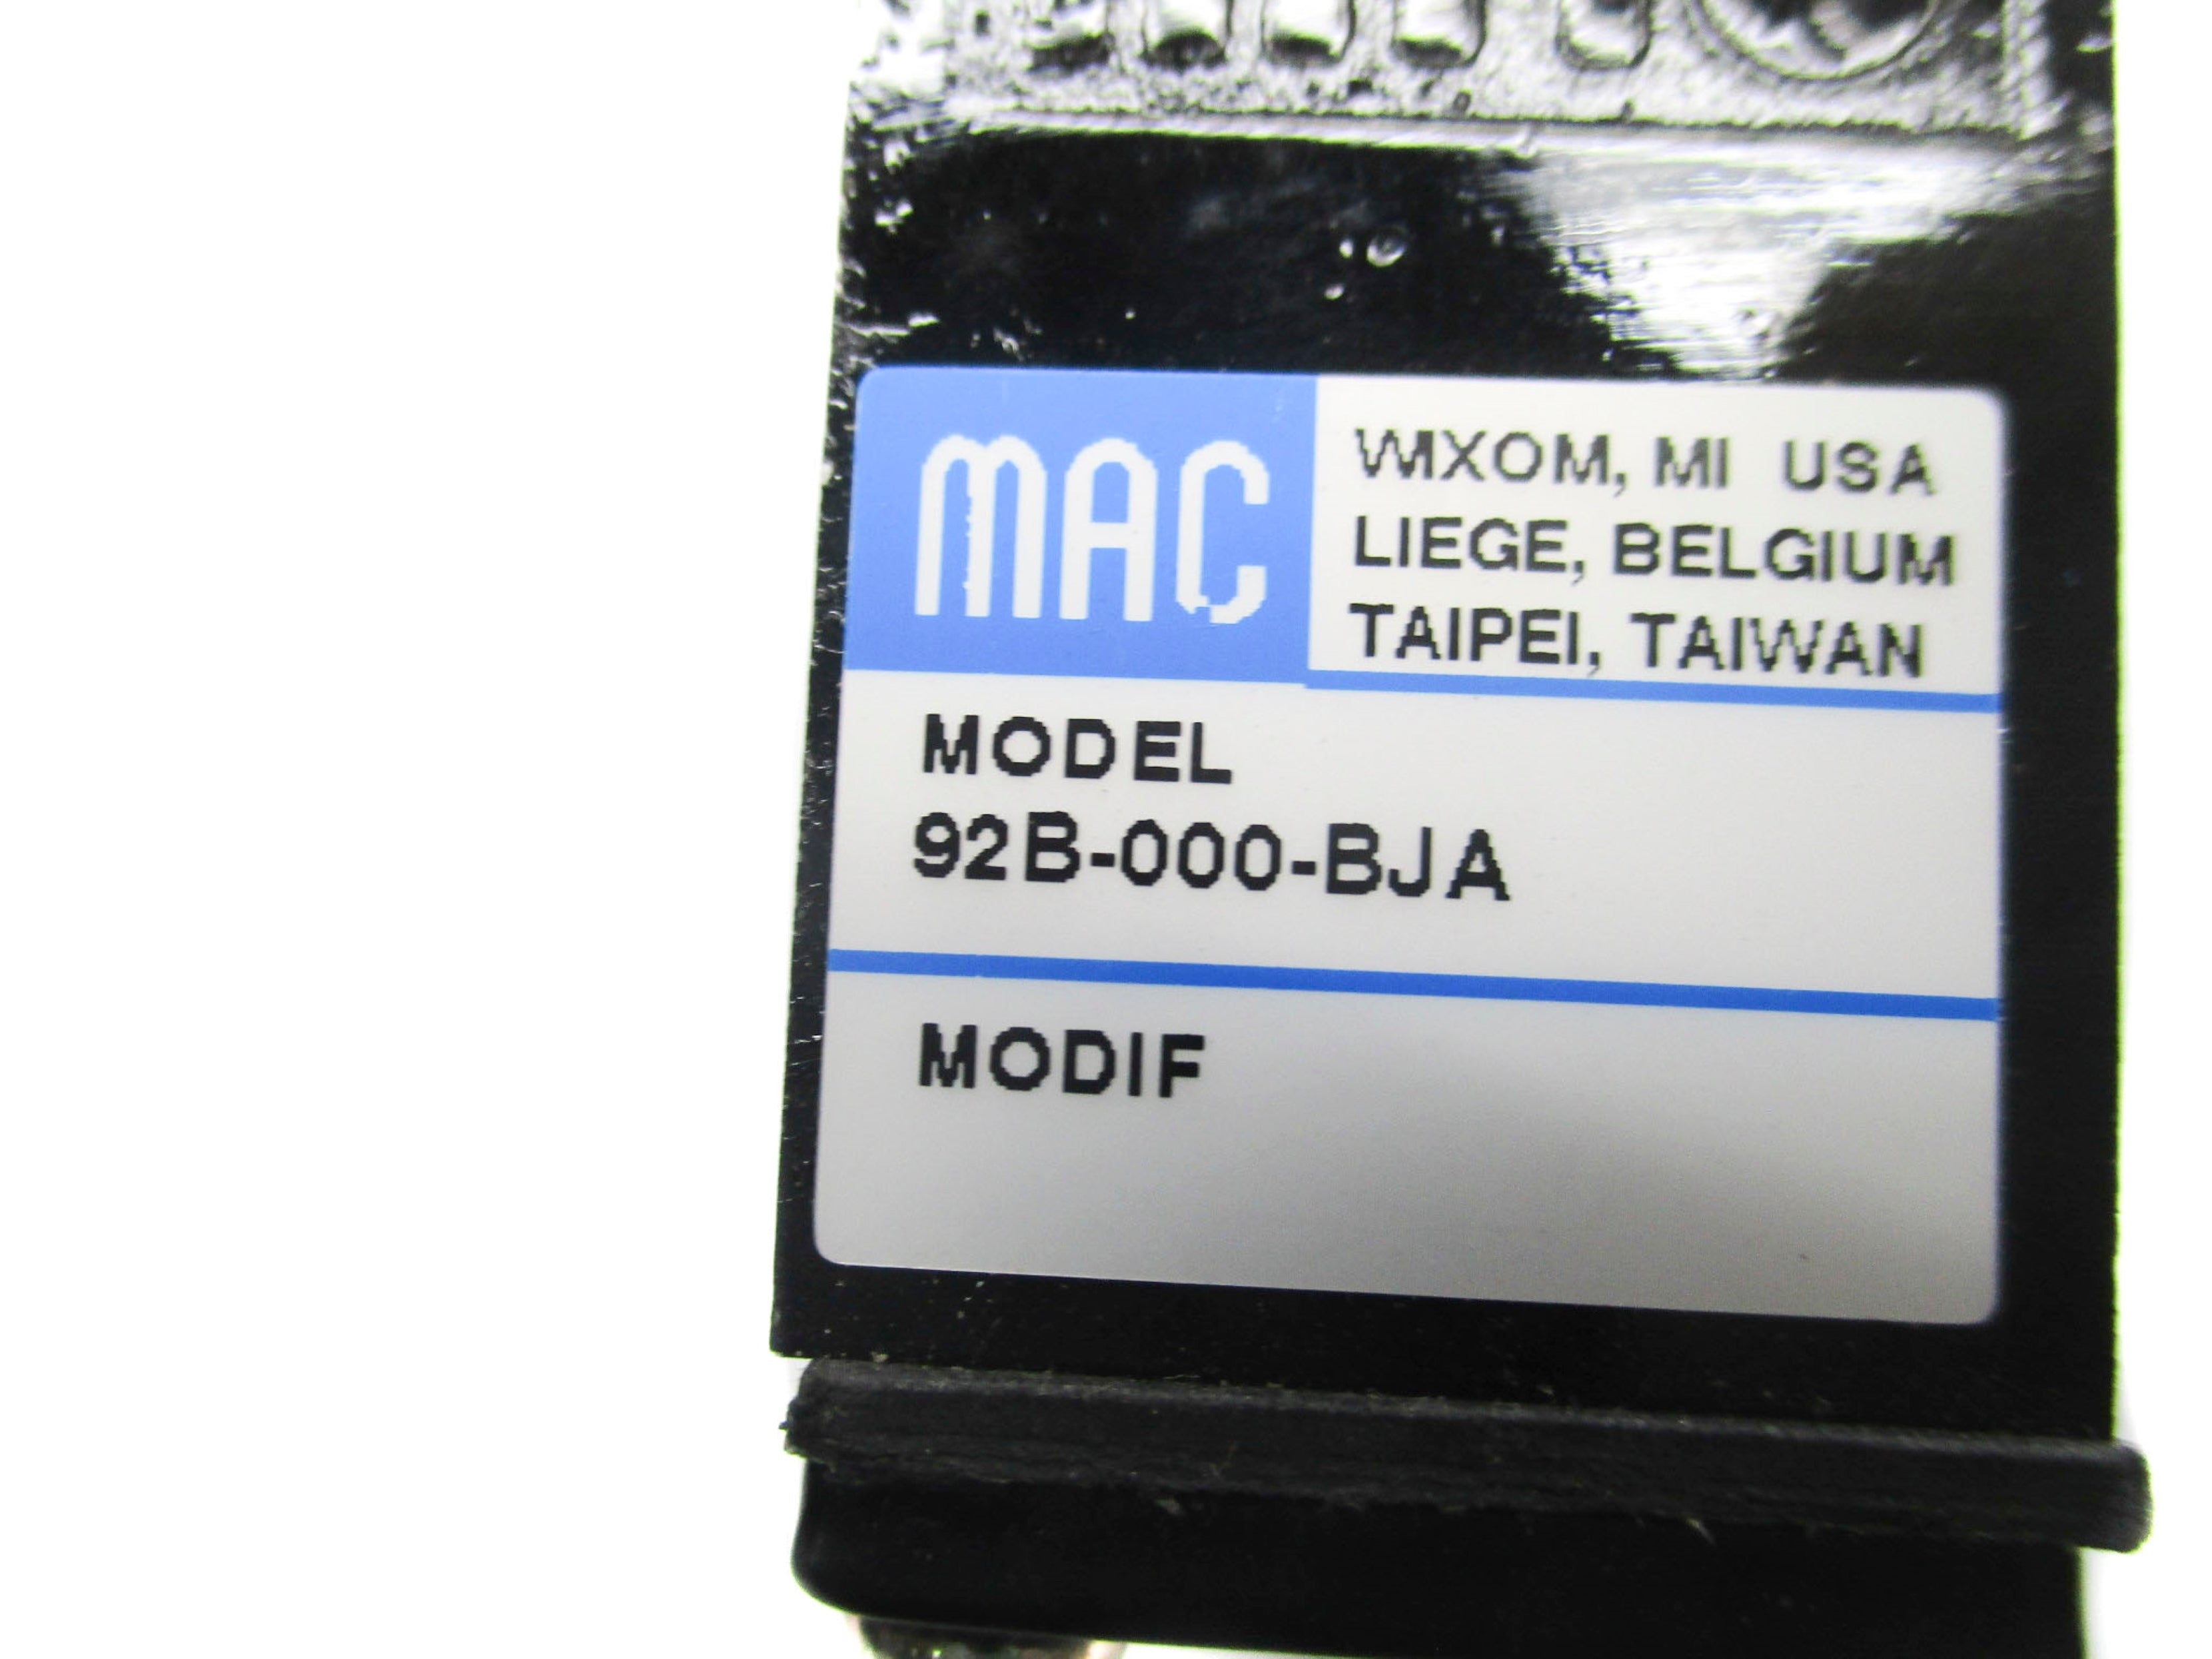 MAC
WIXOM, MI USA
LIEGE, BELGIUM
TAIPEI, TAIWAN
MODEL
92B-000-BJA
MODIF